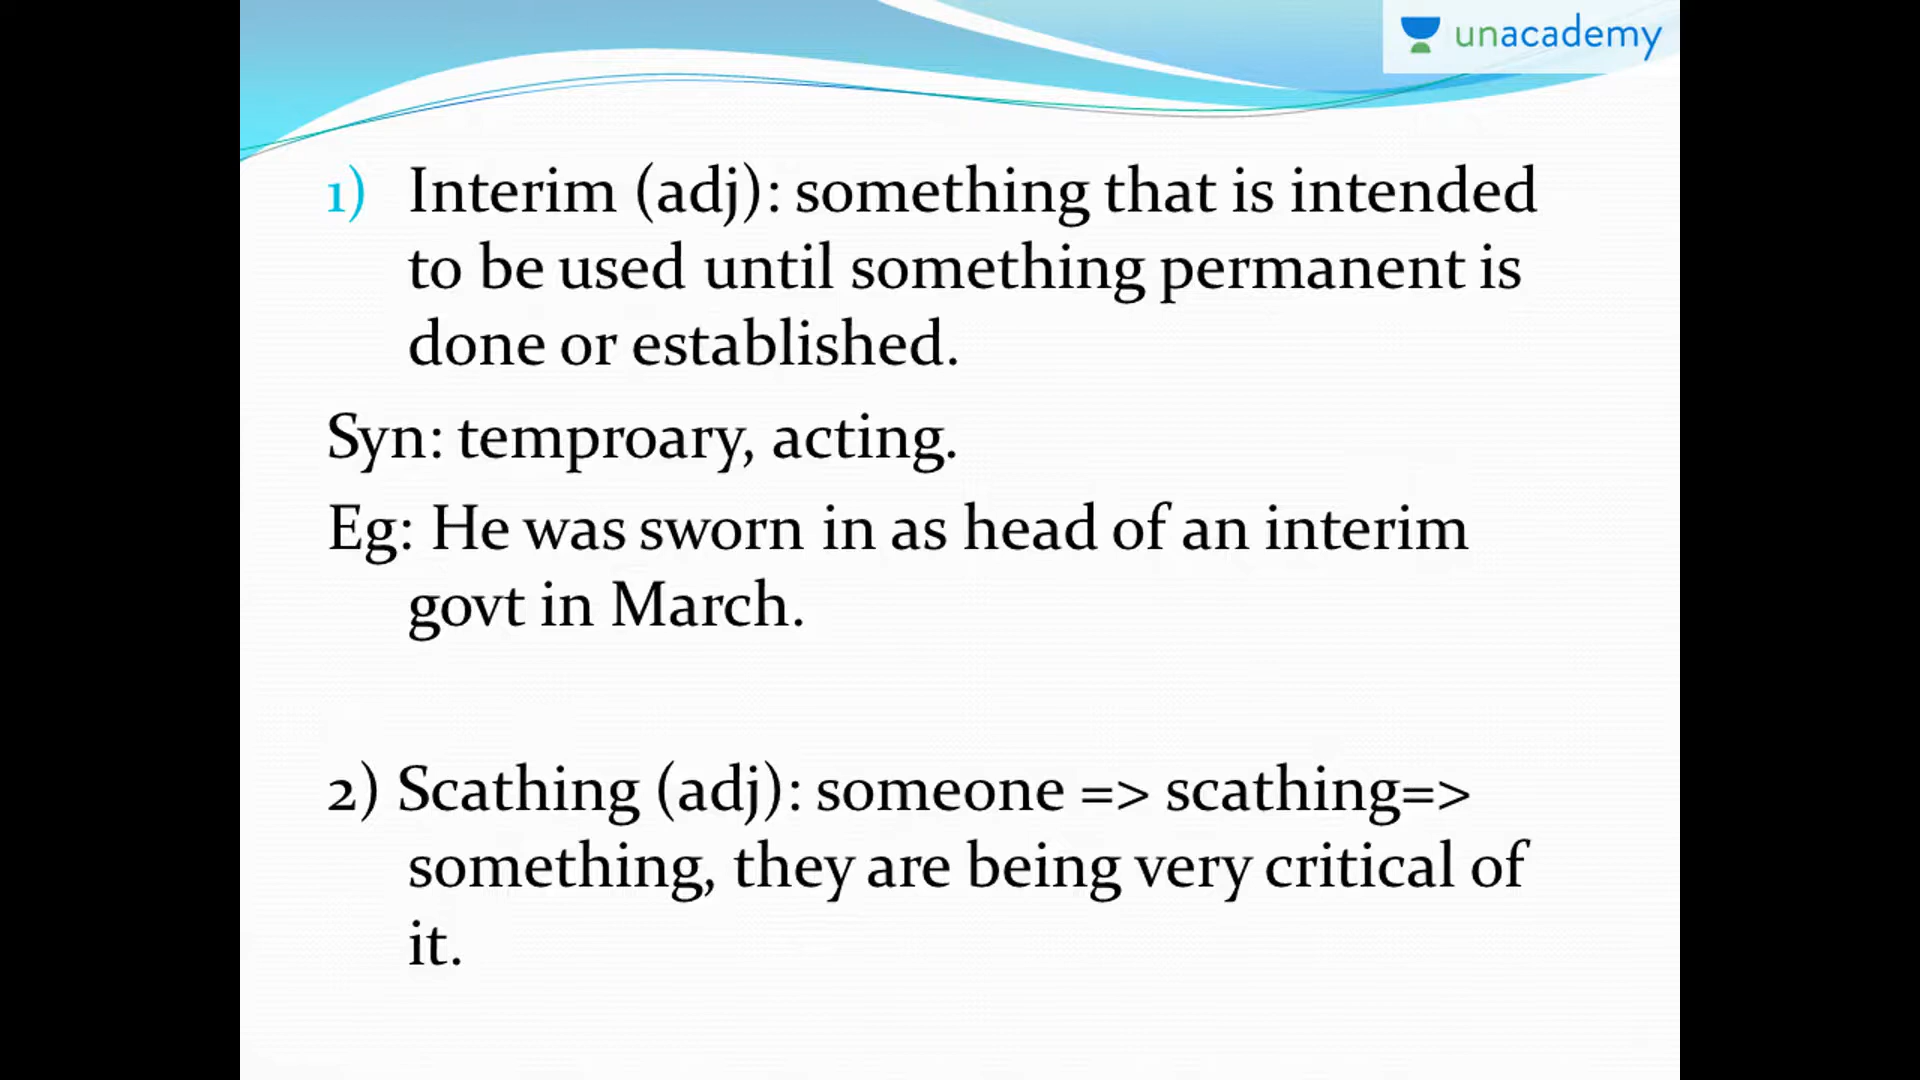 unacademy
1) Interim (adj): something that is intended
to be used until something permanent is
done or established.
Syn: temproary, acting.
Eg: He was sworn in as head of an interim
govt in March.
2) Scathing (adj): someone => scathing=>
something, they are being very critical of
it.